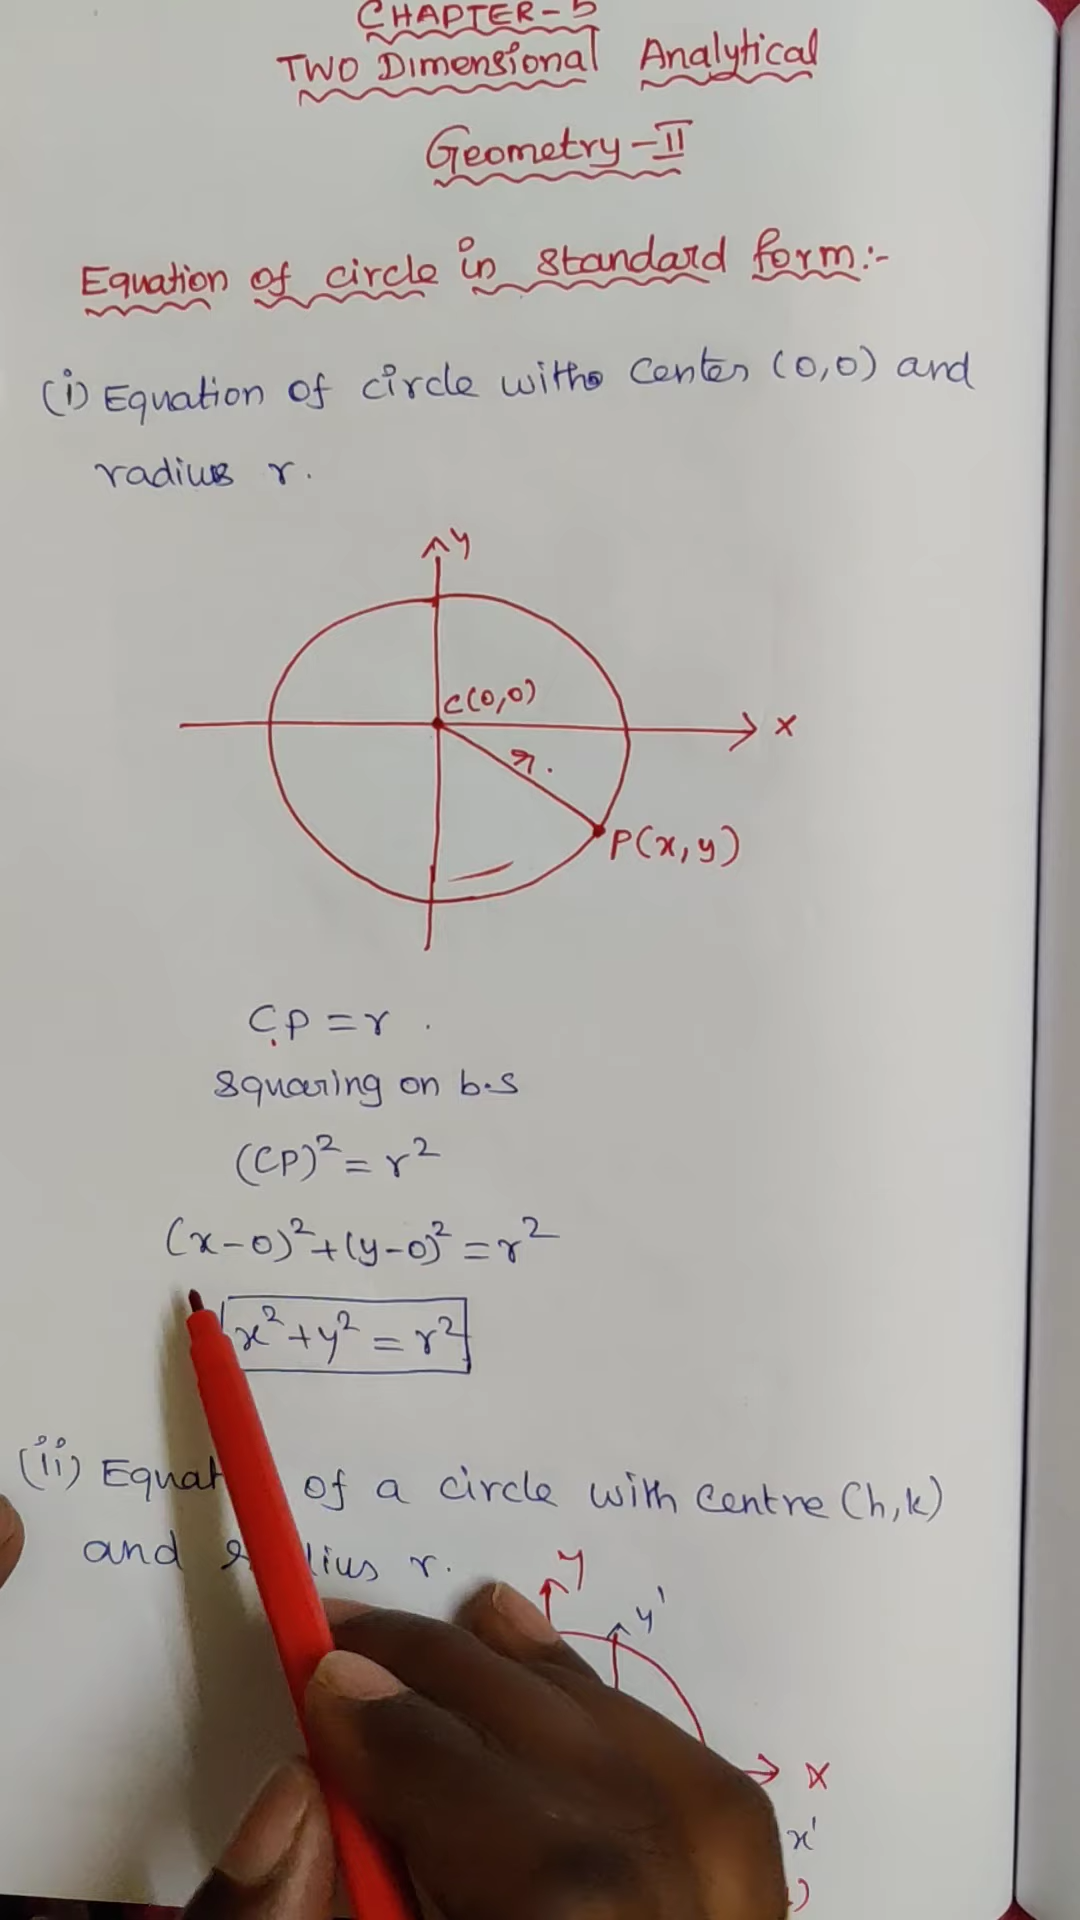 CHAPTER-5
TWO Dimensional Analytical
Geometry-II
Equation of circle in standard form:-
(i) Equation of circle with Center (0,0) and
radius r.
y
C(0,0)
x
r.
P(x,y)
CP = r .
Squaring on b.s
(CP)² = r²
(x-0)²+(y-0)² = r²
x²+y² = r²
(ii) of a circle with Centre (h,k)
and r.
y
y'
x
x'